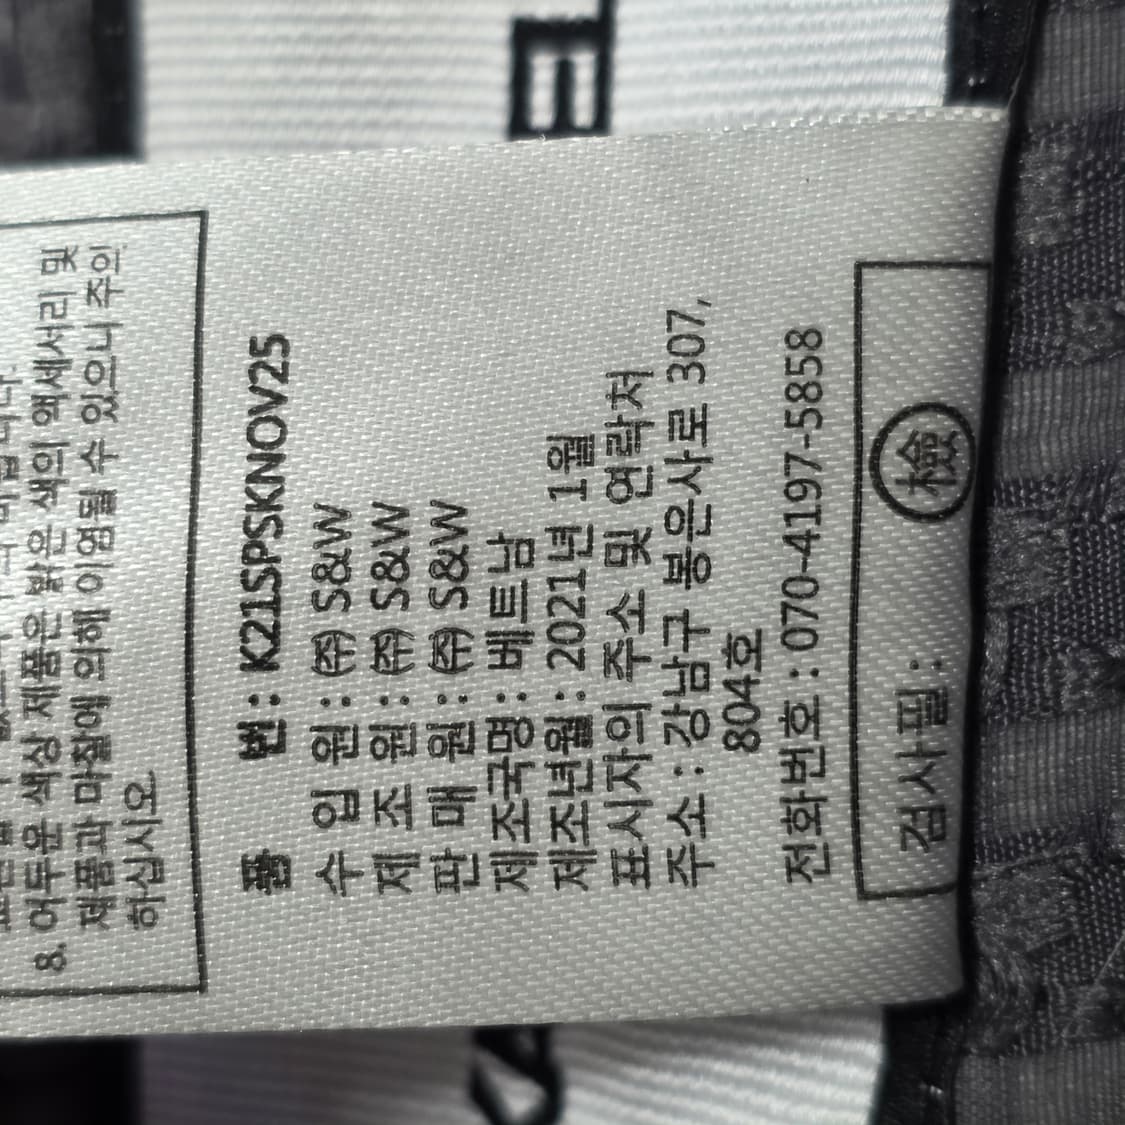 8. 어두운 색상 제품은 밝은 색의 액세서리 및
제품과 마찰에 의해 이염될 수 있으니 주의
하십시오
품 번 : K21SPSKNOV25
수 입 원 : ㈜ S&W
제 조 원 : ㈜ S&W
판 매 원 : ㈜ S&W
제조국명 : 베트남
제조년월 : 2021년 1월
표시자의 주소 및 연락처
주소 : 강남구 봉은사로 307,
804호
전화번호 : 070-4197-5858
검사필 : 檢